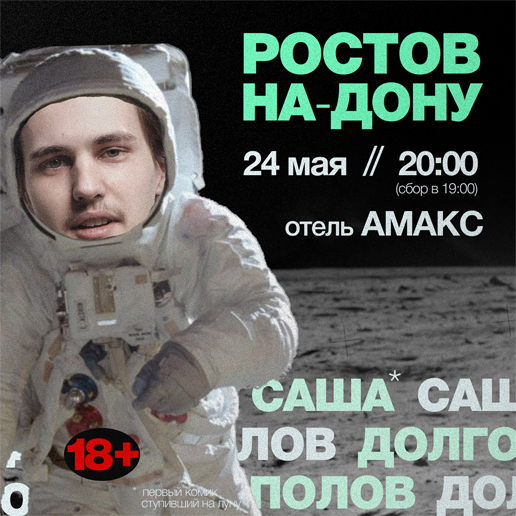 РОСТОВ
НА-ДОНУ
24 мая // 20:00
(сбор в 19:00)
отель АМАКС
САША* САШ
ЛОВ ДОЛГО
18+
О ПОЛОВ ДОЛ
* первый комик
ступивший на луну